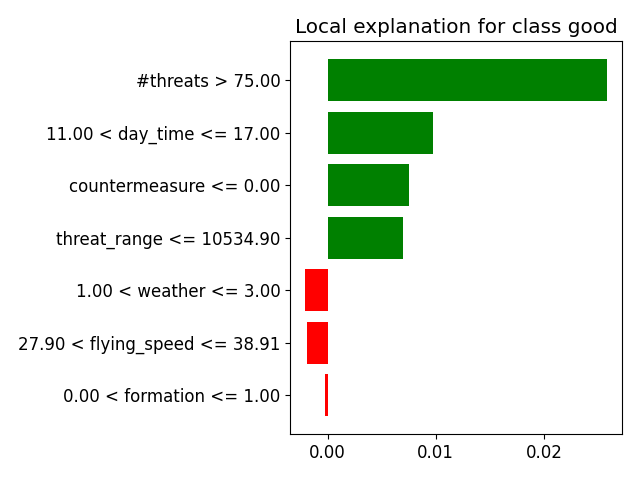 Local explanation for class good
#threats > 75.00
11.00 < day_time <= 17.00
countermeasure <= 0.00
threat_range <= 10534.90
1.00 < weather <= 3.00
27.90 < flying_speed <= 38.91
0.00 < formation <= 1.00
0.00 0.01 0.02